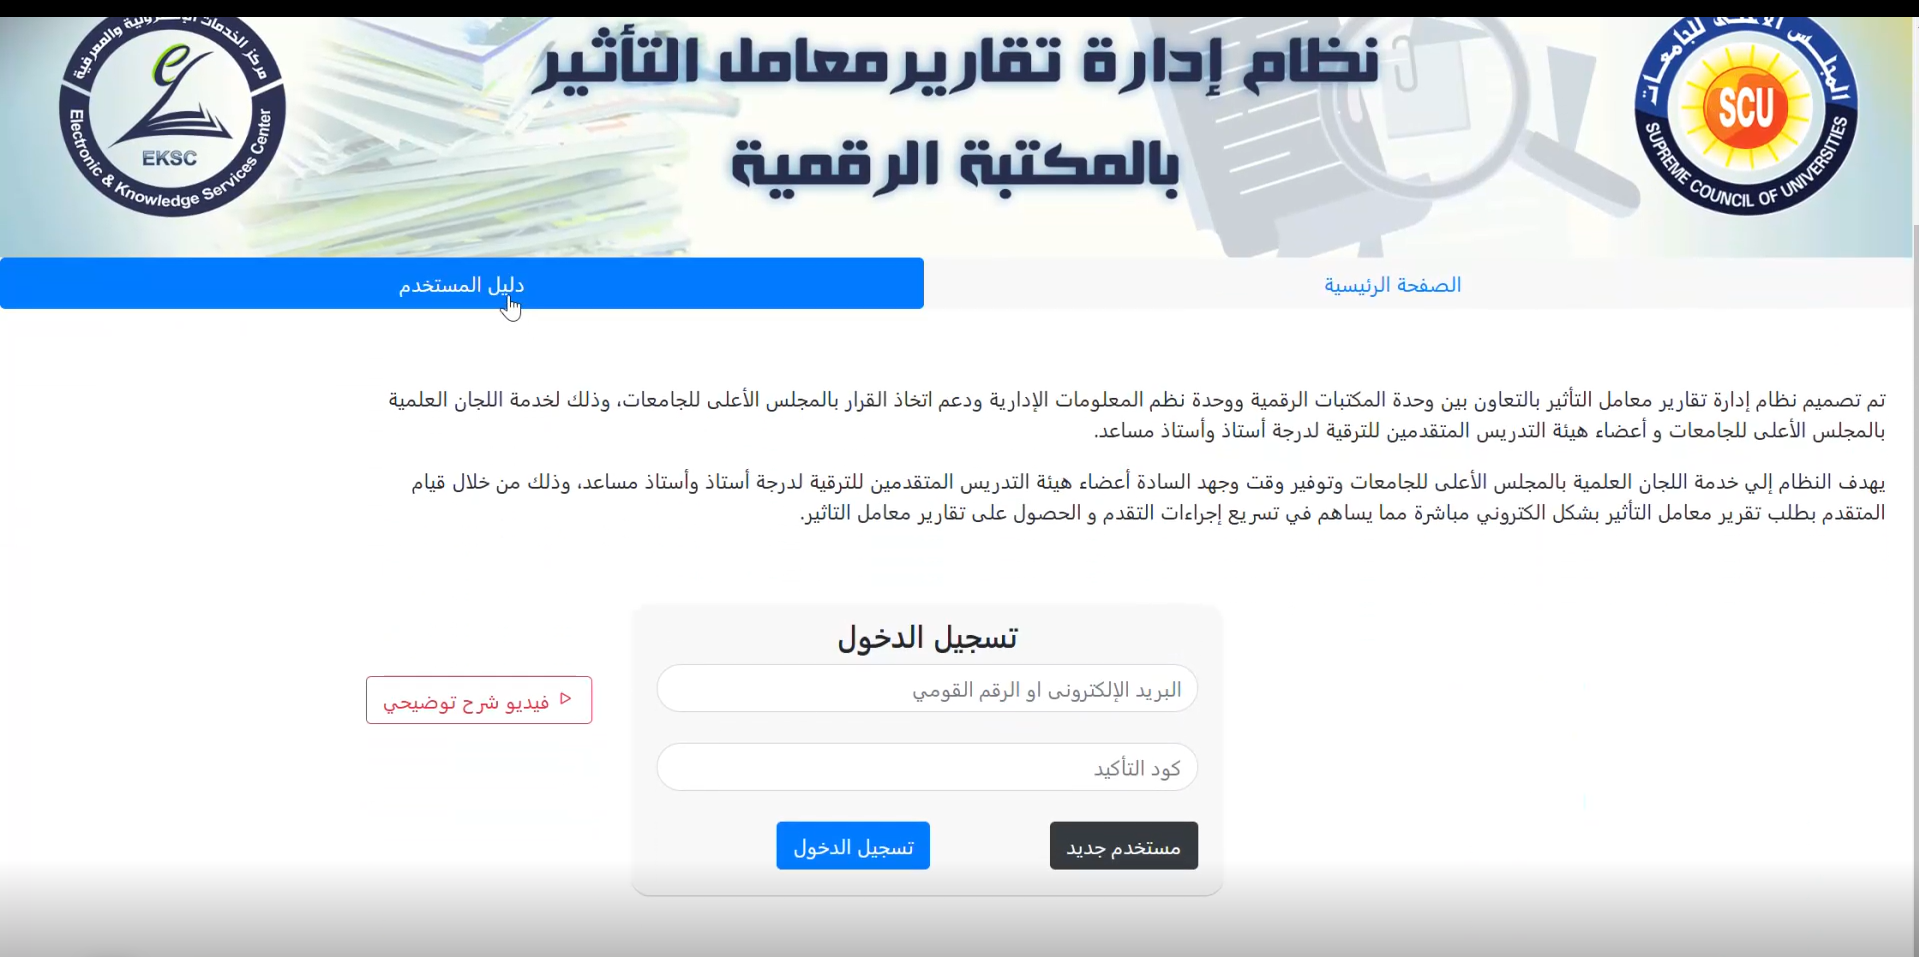 مركز الخدمات الإلكترونية والمعرفية
EKSC
Electronic & Knowledge Services Center
نظام إدارة تقارير معامل التأثير
بالمكتبة الرقمية
المجلس الأعلى للجامعات
SCU
SUPREME COUNCIL OF UNIVERSITIES
الصفحة الرئيسية
دليل المستخدم
تم تصميم نظام إدارة تقارير معامل التأثير بالتعاون بين وحدة المكتبات الرقمية ووحدة نظم المعلومات الإدارية ودعم اتخاذ القرار بالمجلس الأعلى للجامعات، وذلك لخدمة اللجان العلمية
بالمجلس الأعلى للجامعات و أعضاء هيئة التدريس المتقدمين للترقية لدرجة أستاذ وأستاذ مساعد.
يهدف النظام إلي خدمة اللجان العلمية بالمجلس الأعلى للجامعات وتوفير وقت وجهد السادة أعضاء هيئة التدريس المتقدمين للترقية لدرجة أستاذ وأستاذ مساعد، وذلك من خلال قيام
المتقدم بطلب تقرير معامل التأثير بشكل الكتروني مباشرة مما يساهم في تسريع إجراءات التقدم و الحصول على تقارير معامل التاثير.
تسجيل الدخول
البريد الإلكترونى او الرقم القومي
فيديو شرح توضيحي
كود التأكيد
مستخدم جديد
تسجيل الدخول